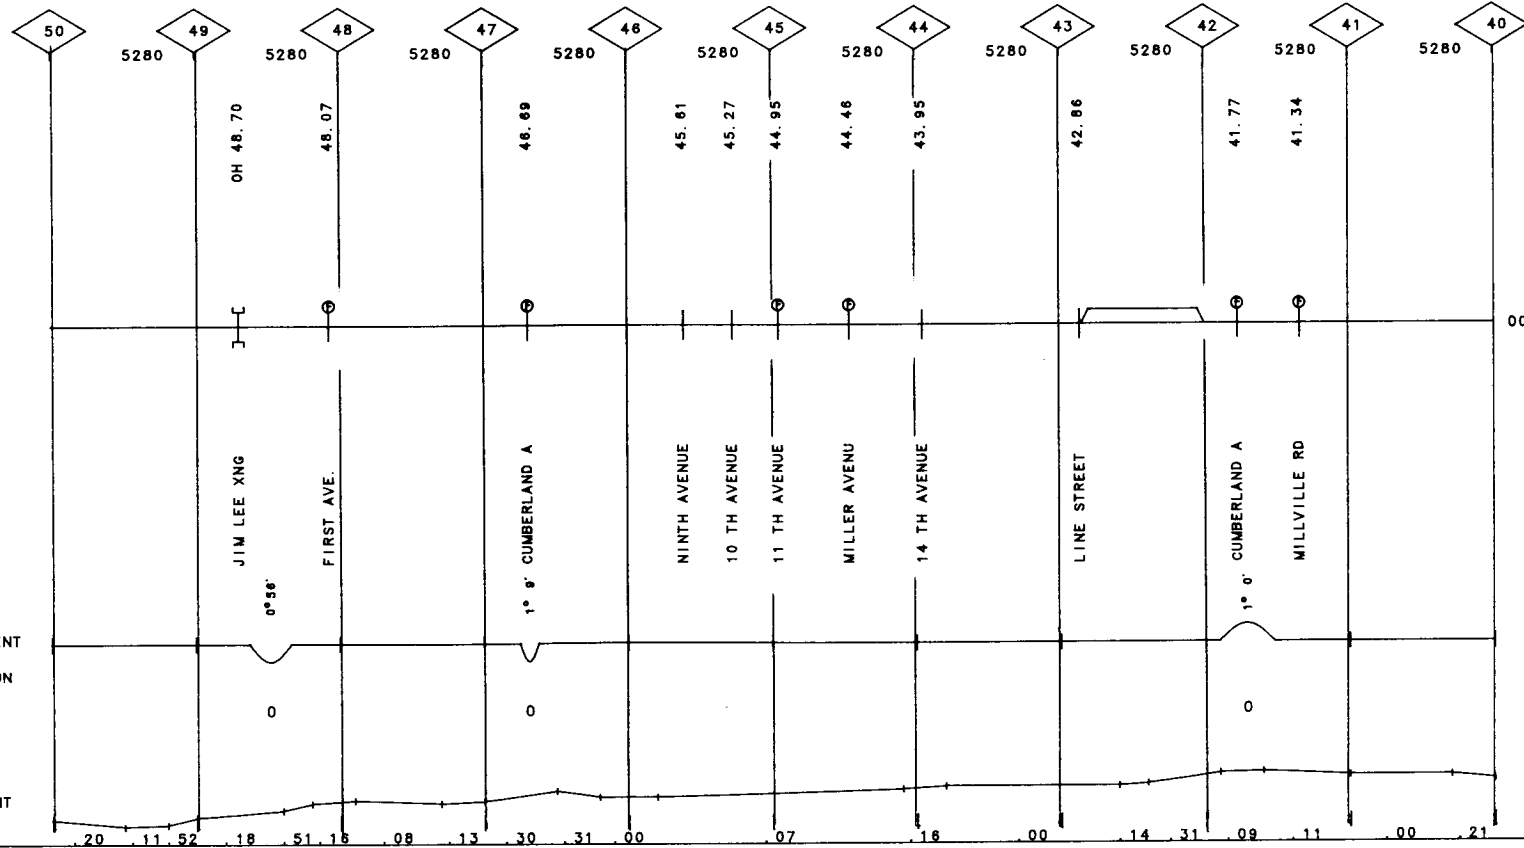 50 49 48 47 46 45 44 43 42 41 40
5280 5280 5280 5280 5280 5280 5280 5280 5280 5280
OH 48.70
48.07
46.69
45.61
45.27
44.95
44.46
43.95
42.86
41.77
41.34
P P P P P P
00
JIM LEE XNG
FIRST AVE.
CUMBERLAND A
NINTH AVENUE
10 TH AVENUE
11 TH AVENUE
MILLER AVENU
14 TH AVENUE
LINE STREET
CUMBERLAND A
MILLVILLE RD
0°56'
1° 9'
1° 0'
ENT
ON
0 0 0
IT
.20 .11 .52 .18 .51 .16 .08 .13 .30 .31 .00 .07 .16 .00 .14 .31 .09 .11 .00 .21